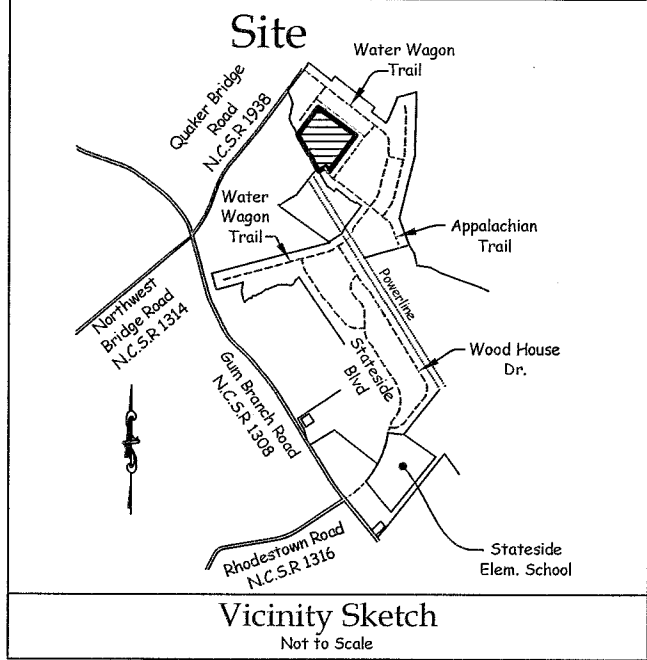 Site
Water Wagon
Trail
Quaker Bridge
Road
N.C.S.R 1938
Water
Wagon
Trail
Appalachian
Trail
Powerline
Northwest
Bridge Road
N.C.S.R 1314
Wood House
Dr.
Stateside
Blvd
Gum Branch Road
N.C.S.R 1308
Rhodestown Road
N.C.S.R 1316
Stateside
Elem. School
Vicinity Sketch
Not to Scale